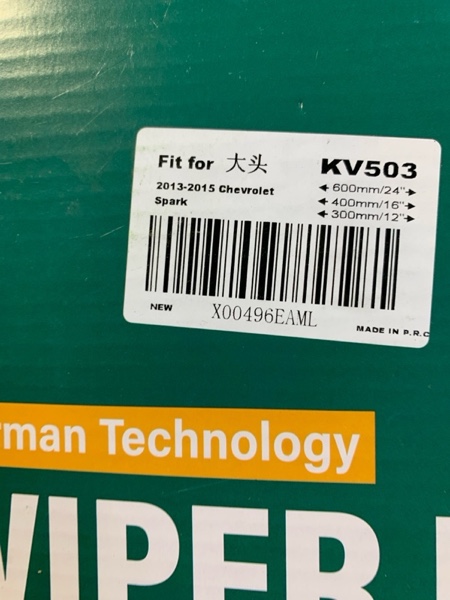 Fit for 大头 KV503
2013-2015 Chevrolet
Spark
600mm/24"
400mm/16"
300mm/12"
NEW X00496EAML
MADE IN P.R.C
rman Technology
WIPER